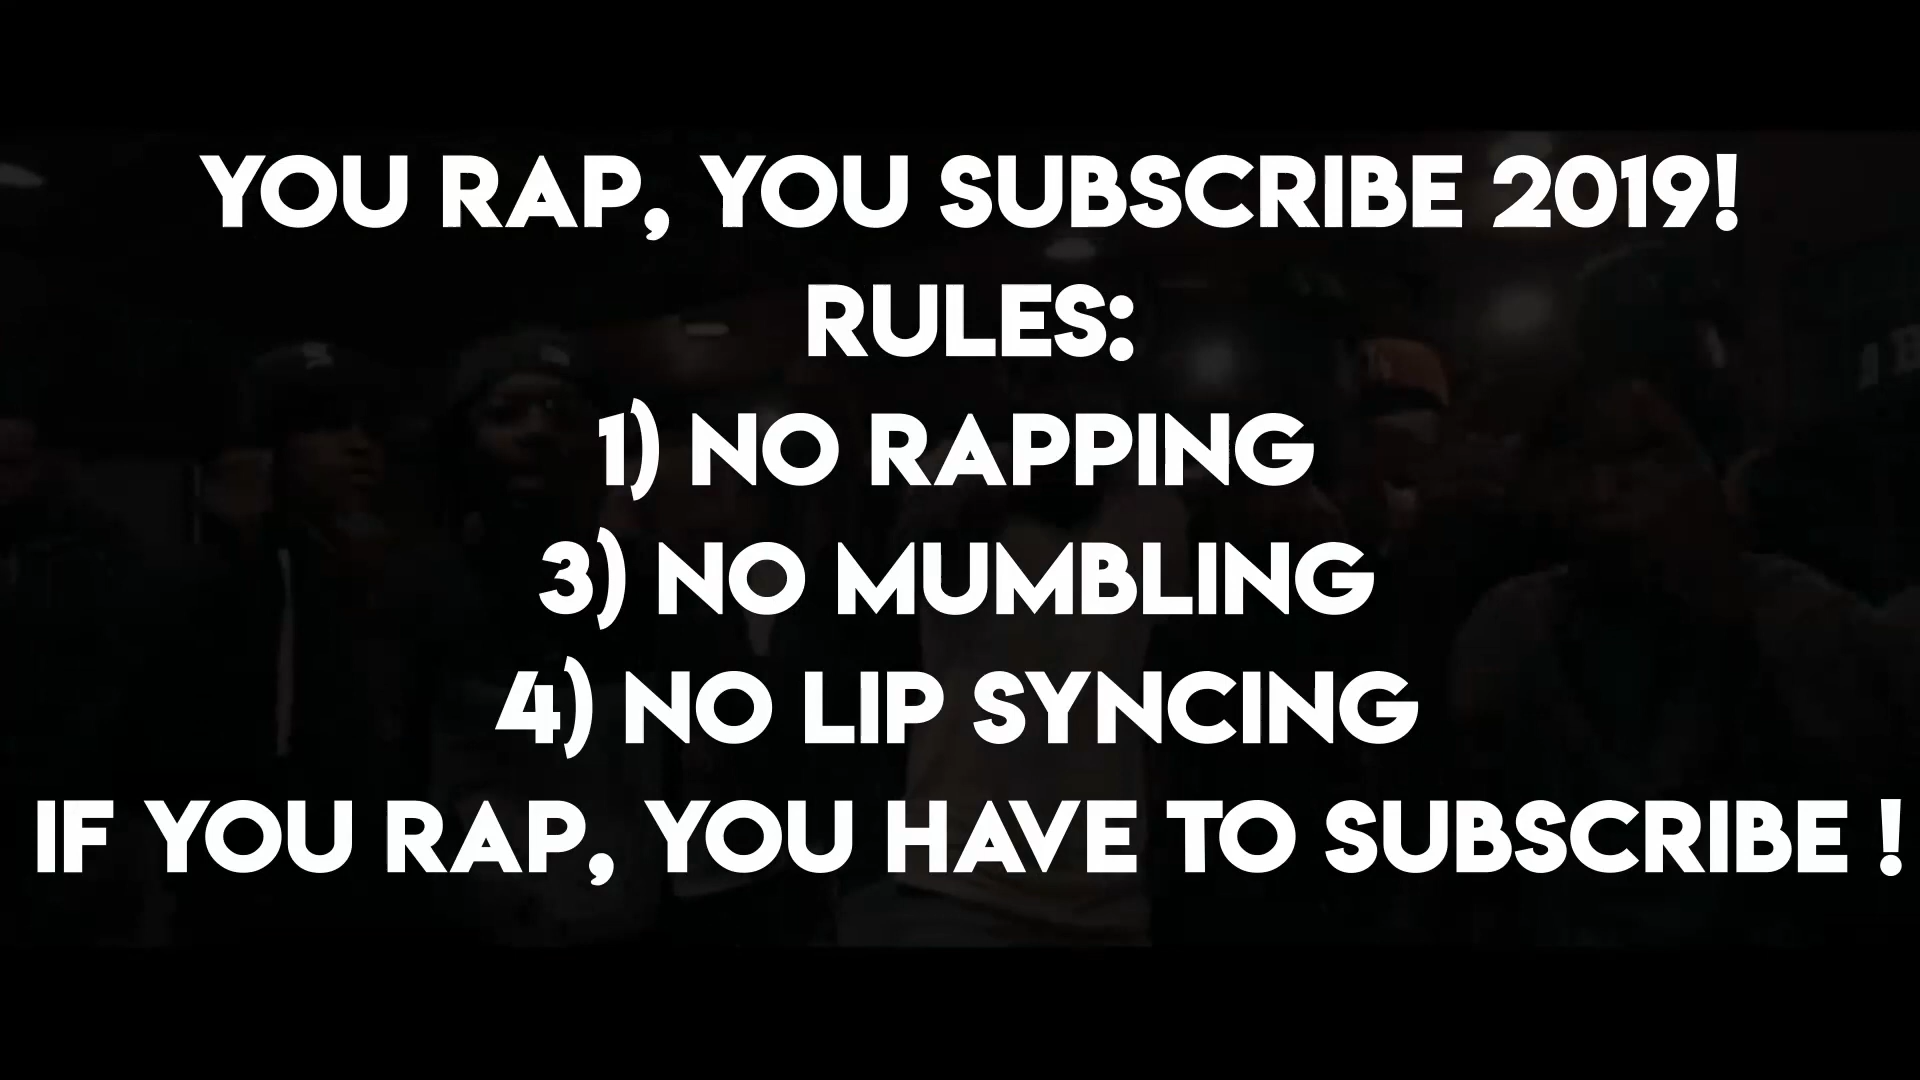 YOU RAP, YOU SUBSCRIBE 2019!
RULES:
1) NO RAPPING
3) NO MUMBLING
4) NO LIP SYNCING
IF YOU RAP, YOU HAVE TO SUBSCRIBE !